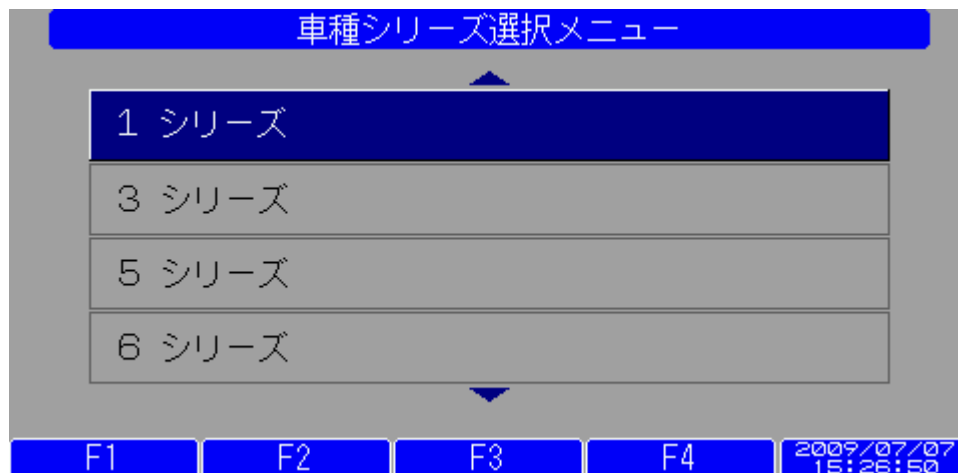 車種シリーズ選択メニュー
１ シリーズ
３ シリーズ
５ シリーズ
６ シリーズ
F1 F2 F3 F4 2009/07/07
15:26:50